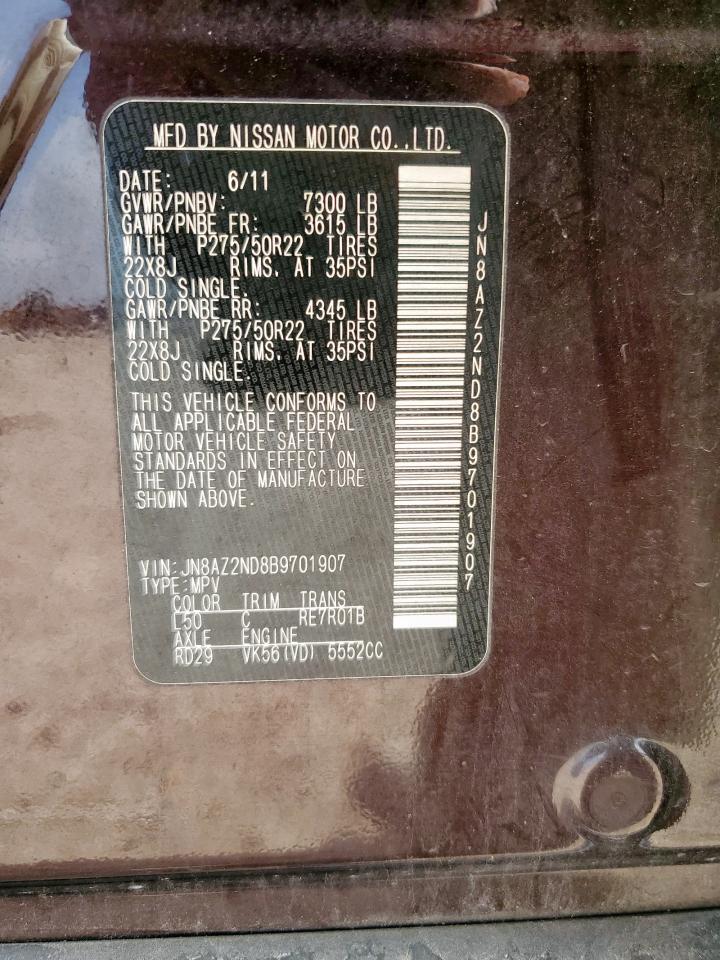 MFD BY NISSAN MOTOR CO.,LTD.
DATE: 6/11
GVWR/PNBV: 7300 LB
GAWR/PNBE FR: 3615 LB
WITH P275/50R22 TIRES
22X8J RIMS. AT 35PSI
COLD SINGLE.
GAWR/PNBE RR: 4345 LB
WITH P275/50R22 TIRES
22X8J RIMS. AT 35PSI
COLD SINGLE.
THIS VEHICLE CONFORMS TO
ALL APPLICABLE FEDERAL
MOTOR VEHICLE SAFETY
STANDARDS IN EFFECT ON
THE DATE OF MANUFACTURE
SHOWN ABOVE.
VIN:JN8AZ2ND8B9701907
TYPE:MPV
COLOR TRIM TRANS
L50 C RE7R01B
AXLE ENGINE
RD29 VK56(VD) 5552CC
JN8AZ2ND8B9701907